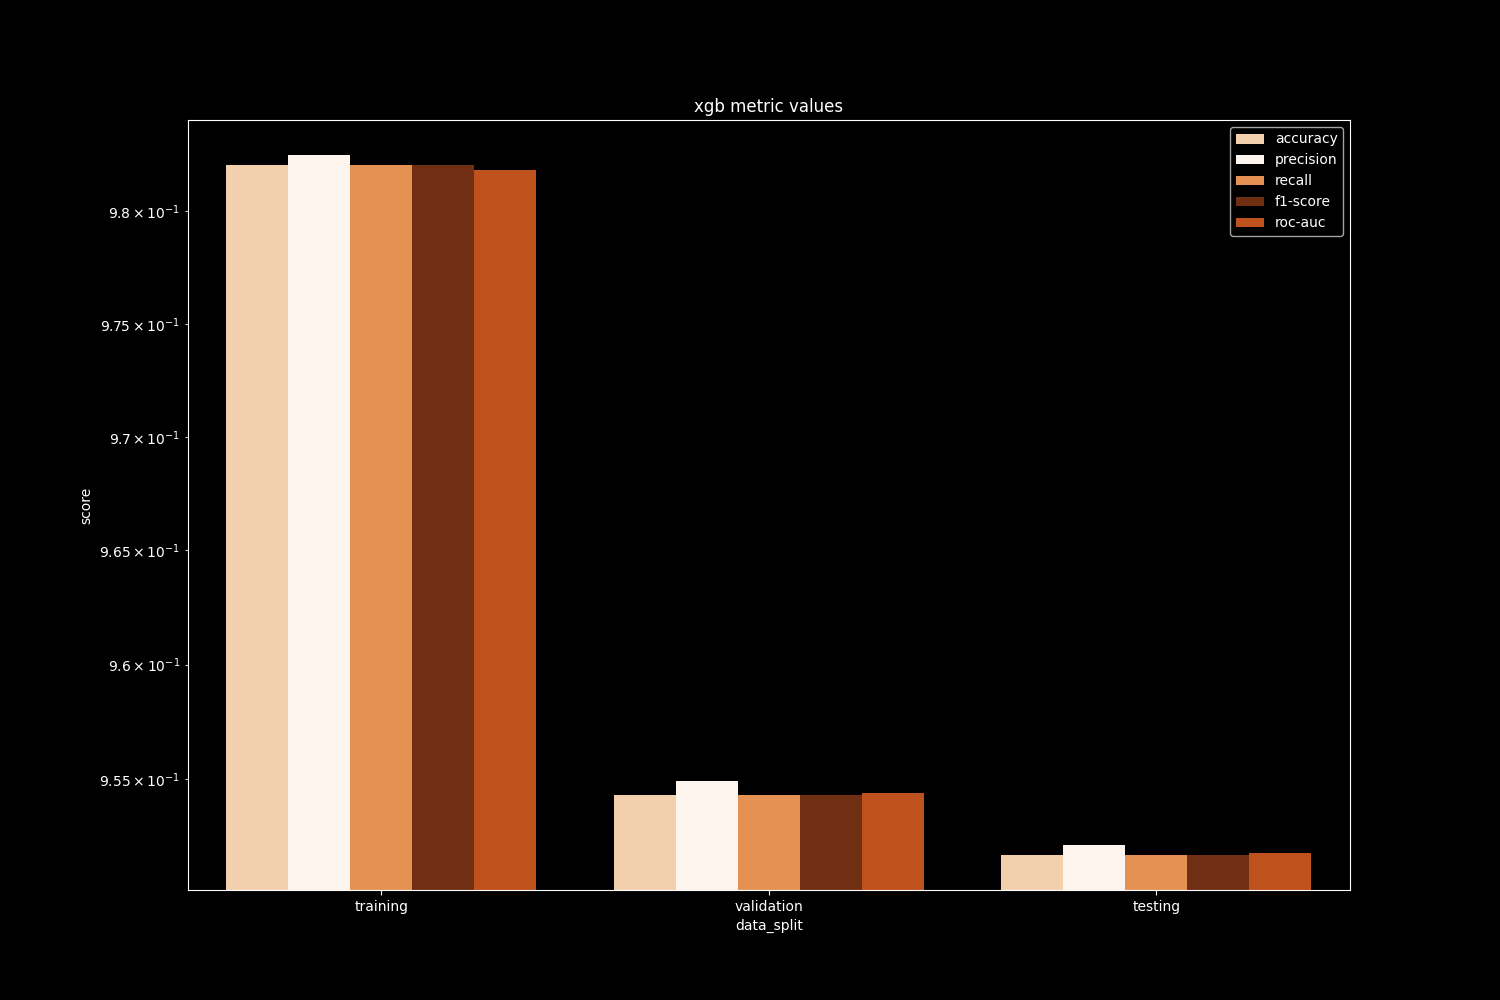 xgb metric values
accuracy
precision
recall
f1-score
roc-auc
9.8 × 10⁻¹
9.75 × 10⁻¹
9.7 × 10⁻¹
9.65 × 10⁻¹
9.6 × 10⁻¹
9.55 × 10⁻¹
score
training
validation
testing
data_split